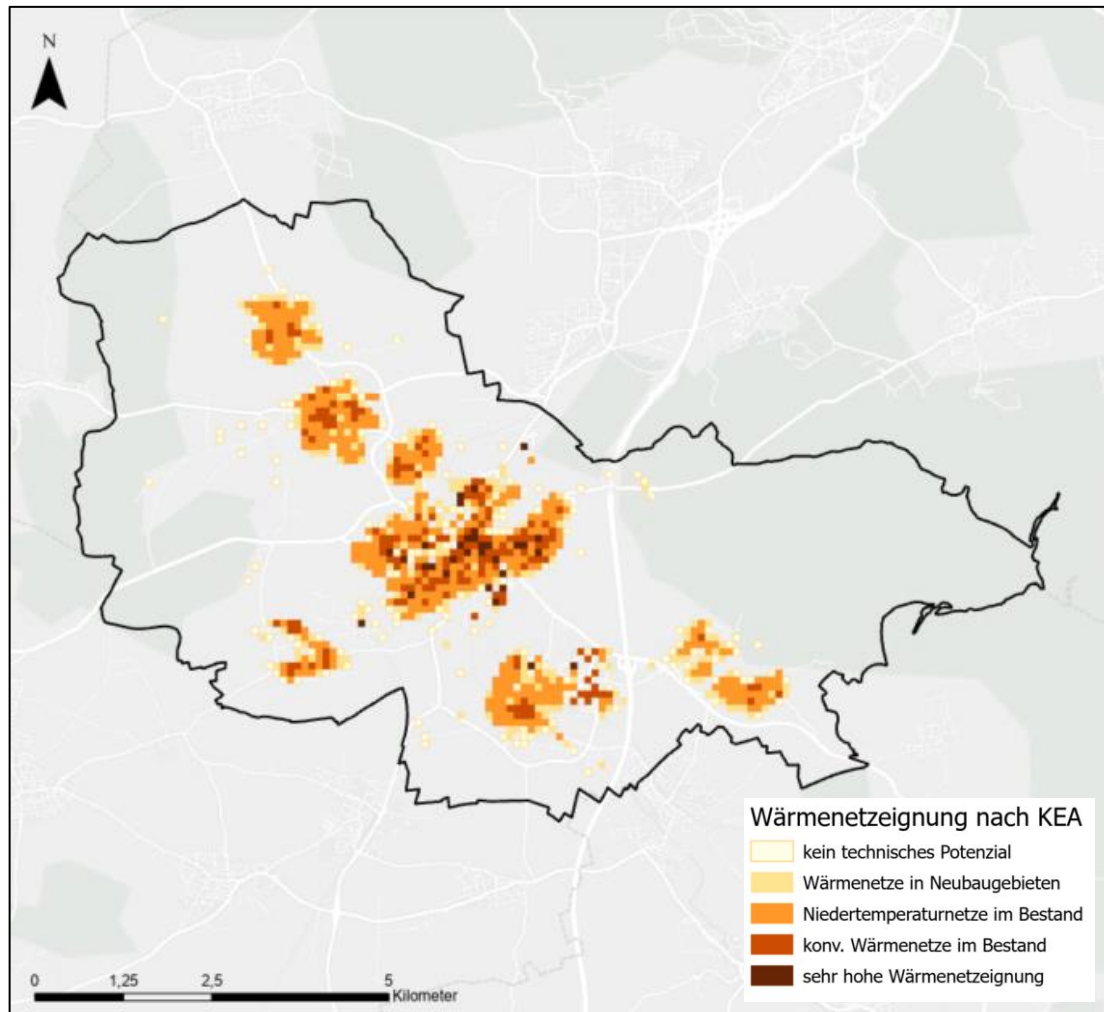 N
Wärmenetzeignung nach KEA
kein technisches Potenzial
Wärmenetze in Neubaugebieten
Niedertemperaturnetze im Bestand
konv. Wärmenetze im Bestand
sehr hohe Wärmenetzeignung
0 1,25 2,5 5
Kilometer